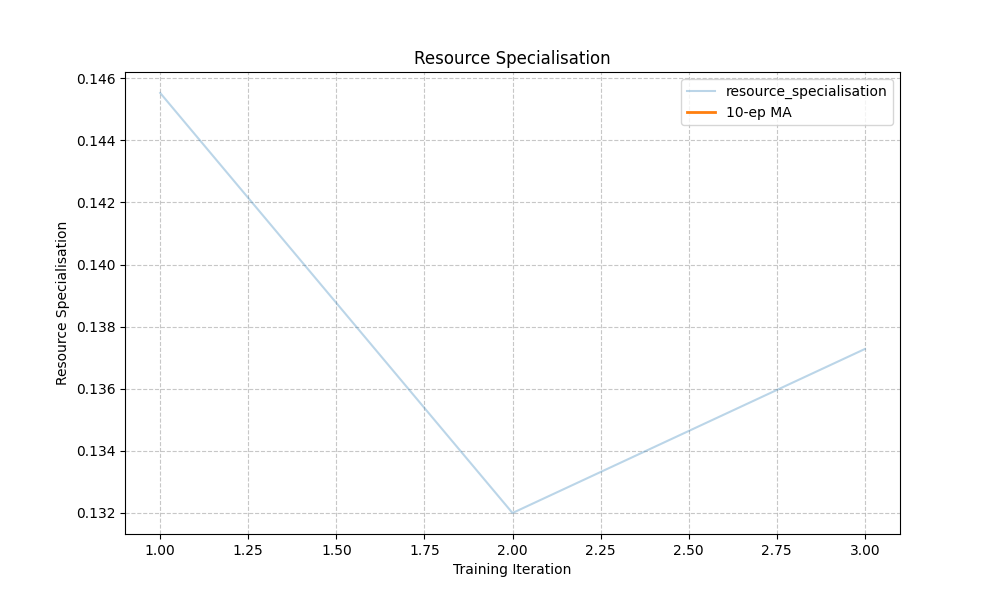 Resource Specialisation
resource_specialisation
10-ep MA
Resource Specialisation
0.146
0.144
0.142
0.140
0.138
0.136
0.134
0.132
1.00 1.25 1.50 1.75 2.00 2.25 2.50 2.75 3.00
Training Iteration